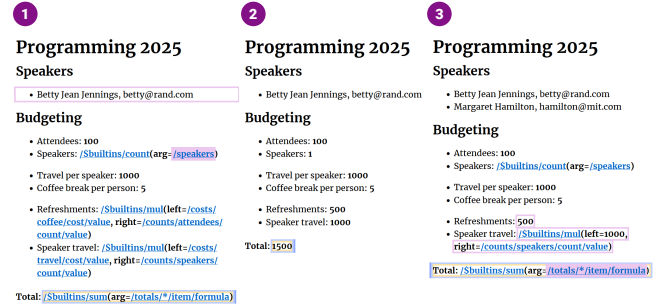 1
Programming 2025
Speakers
• Betty Jean Jennings, betty@rand.com
Budgeting
• Attendees: 100
• Speakers: /$builtins/count(arg=/speakers)
• Travel per speaker: 1000
• Coffee break per person: 5
• Refreshments: /$builtins/mul(left=/costs/
coffee/cost/value, right=/counts/attendees/
count/value)
• Speaker travel: /$builtins/mul(left=/costs/
travel/cost/value, right=/counts/speakers/
count/value)
Total: /$builtins/sum(arg=/totals/*/item/formula)
2
Programming 2025
Speakers
• Betty Jean Jennings, betty@rand.com
Budgeting
• Attendees: 100
• Speakers: 1
• Travel per speaker: 1000
• Coffee break per person: 5
• Refreshments: 500
• Speaker travel: 1000
Total: 1500
3
Programming 2025
Speakers
• Betty Jean Jennings, betty@rand.com
• Margaret Hamilton, hamilton@mit.com
Budgeting
• Attendees: 100
• Speakers: /$builtins/count(arg=/speakers)
• Travel per speaker: 1000
• Coffee break per person: 5
• Refreshments: 500
• Speaker travel: /$builtins/mul(left=1000,
right=/counts/speakers/count/value)
Total: /$builtins/sum(arg=/totals/*/item/formula)